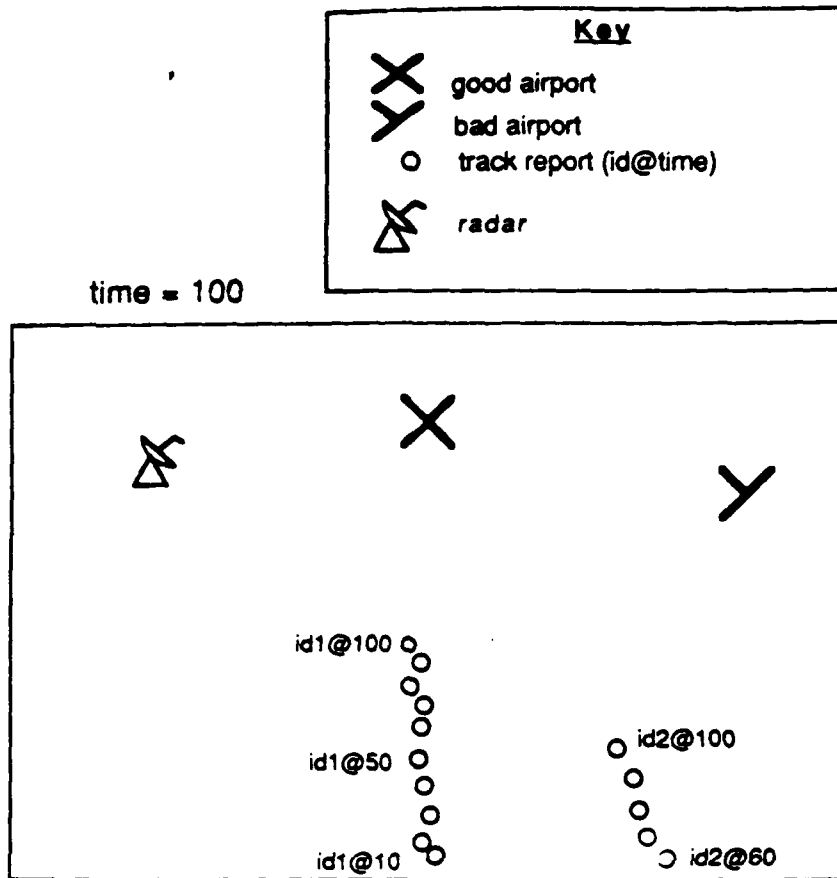 Key
good airport
bad airport
track report (id@time)
radar
time = 100
id1@100
id2@100
id1@50
id1@10
id2@60